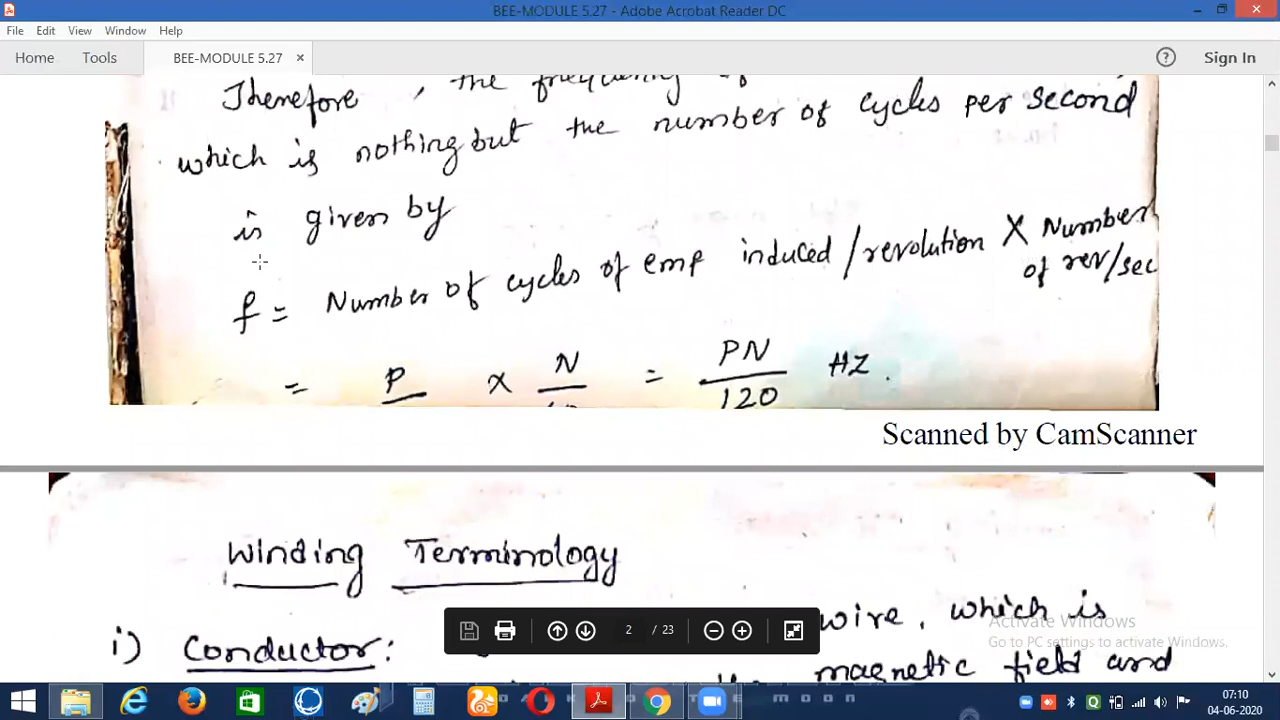 BEE-MODULE 5.27 - Adobe Acrobat Reader DC
File Edit View Window Help
Home Tools BEE-MODULE 5.27 × Sign In
Therefore, the frequency of
which is nothing but the number of cycles per second
is given by
f = Number of cycles of emf induced/revolution X Number
of rev/sec
= P X N = PN/120 HZ.
Scanned by CamScanner
Winding Terminology
i) Conductor: wire, which is
magnetic field and
2 / 23
Activate Windows
Go to PC settings to activate Windows.
07:10
04-06-2020